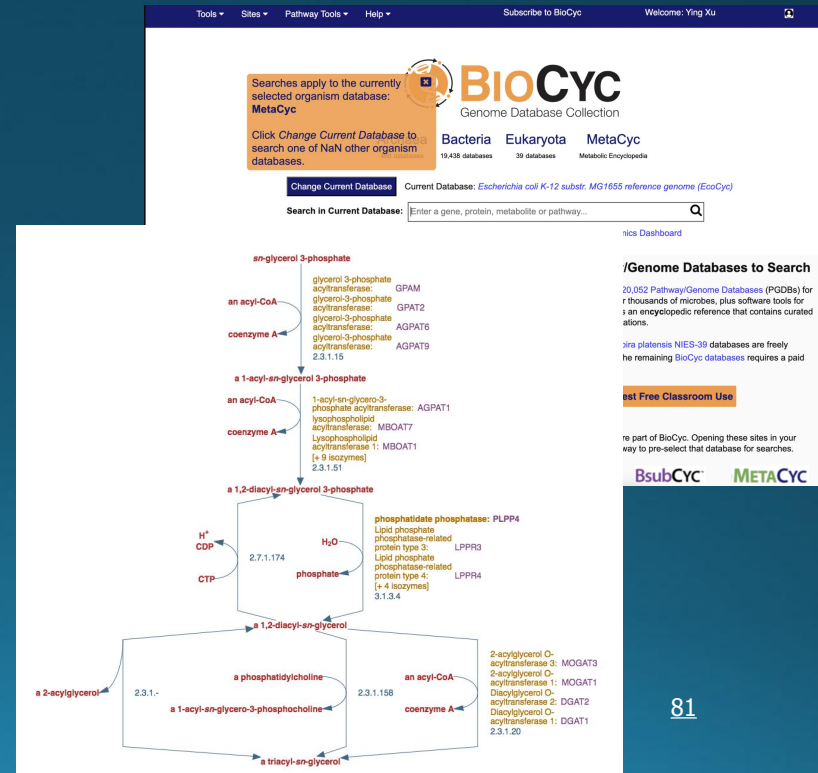 Tools ▾ Sites ▾ Pathway Tools ▾ Help ▾ Subscribe to BioCyc Welcome: Ying Xu
Searches apply to the currently
selected organism database:
MetaCyc
Click Change Current Database to
search one of NaN other organism
databases.
BIOCYC
Genome Database Collection
Bacteria Eukaryota MetaCyc
19,438 databases 39 databases Metabolic Encyclopedia
Change Current Database Current Database: Escherichia coli K-12 substr. MG1655 reference genome (EcoCyc)
Search in Current Database: Enter a gene, protein, metabolite or pathway...
mics Dashboard
/Genome Databases to Search
20,052 Pathway/Genome Databases (PGDBs) for
r thousands of microbes, plus software tools for
s an encyclopedic reference that contains curated
ations.
pira platensis NIES-39 databases are freely
he remaining BioCyc databases requires a paid
est Free Classroom Use
re part of BioCyc. Opening these sites in your
way to pre-select that database for searches.
BsubCYC METACYC
sn-glycerol 3-phosphate
an acyl-CoA
coenzyme A
glycerol 3-phosphate
acyltransferase: GPAM
glycerol-3-phosphate
acyltransferase: GPAT2
glycerol-3-phosphate
acyltransferase: AGPAT6
glycerol-3-phosphate
acyltransferase: AGPAT9
2.3.1.15
a 1-acyl-sn-glycerol 3-phosphate
an acyl-CoA
coenzyme A
1-acyl-sn-glycero-3-
phosphate acyltransferase: AGPAT1
lysophospholipid
acyltransferase: MBOAT7
Lysophospholipid
acyltransferase 1: MBOAT1
[+ 9 isozymes]
2.3.1.51
a 1,2-diacyl-sn-glycerol 3-phosphate
H+
CDP
CTP
2.7.1.174
H2O
phosphate
phosphatidate phosphatase: PLPP4
Lipid phosphate
phosphatase-related
protein type 3: LPPR3
Lipid phosphate
phosphatase-related
protein type 4: LPPR4
[+ 4 isozymes]
3.1.3.4
a 1,2-diacyl-sn-glycerol
a 2-acylglycerol
2.3.1.-
a phosphatidylcholine
a 1-acyl-sn-glycero-3-phosphocholine
2.3.1.158
an acyl-CoA
coenzyme A
2-acylglycerol O-
acyltransferase 3: MOGAT3
2-acylglycerol O-
acyltransferase 1: MOGAT1
Diacylglycerol O-
acyltransferase 2: DGAT2
Diacylglycerol O-
acyltransferase 1: DGAT1
2.3.1.20
a triacyl-sn-glycerol
81